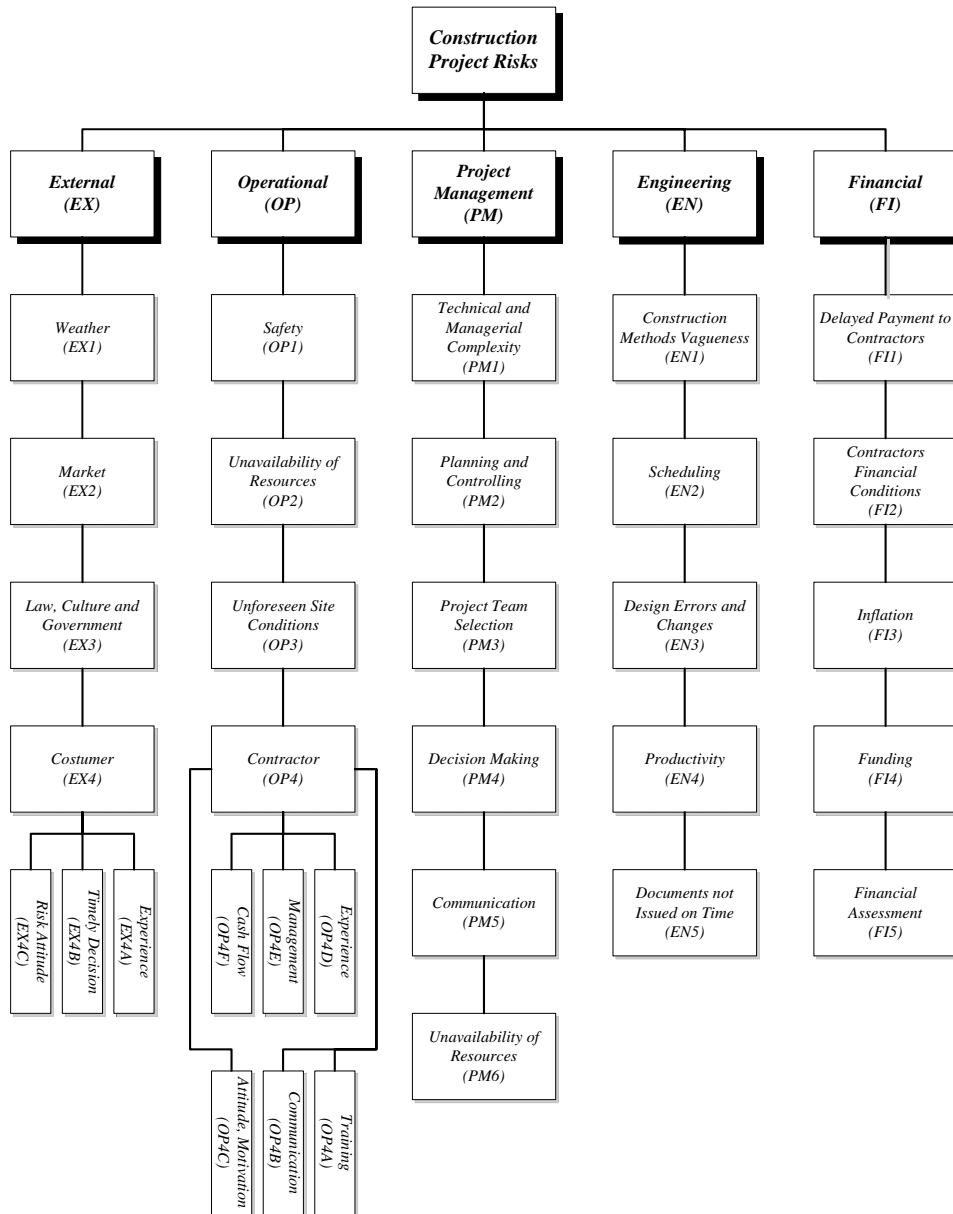 Construction
Project Risks
External
(EX)
Operational
(OP)
Project
Management
(PM)
Engineering
(EN)
Financial
(FI)
Weather
(EX1)
Safety
(OP1)
Technical and
Managerial
Complexity
(PM1)
Construction
Methods Vagueness
(EN1)
Delayed Payment to
Contractors
(FI1)
Market
(EX2)
Unavailability of
Resources
(OP2)
Planning and
Controlling
(PM2)
Scheduling
(EN2)
Contractors
Financial
Conditions
(FI2)
Law, Culture and
Government
(EX3)
Unforeseen Site
Conditions
(OP3)
Project Team
Selection
(PM3)
Design Errors and
Changes
(EN3)
Inflation
(FI3)
Costumer
(EX4)
Contractor
(OP4)
Decision Making
(PM4)
Productivity
(EN4)
Funding
(FI4)
Risk Attitude
(EX4C)
Timely Decision
(EX4B)
Experience
(EX4A)
Cash Flow
(OP4F)
Management
(OP4E)
Experience
(OP4D)
Communication
(PM5)
Documents not
Issued on Time
(EN5)
Financial
Assessment
(FI5)
Unavailability of
Resources
(PM6)
Attitude, Motivation
(OP4C)
Communication
(OP4B)
Training
(OP4A)